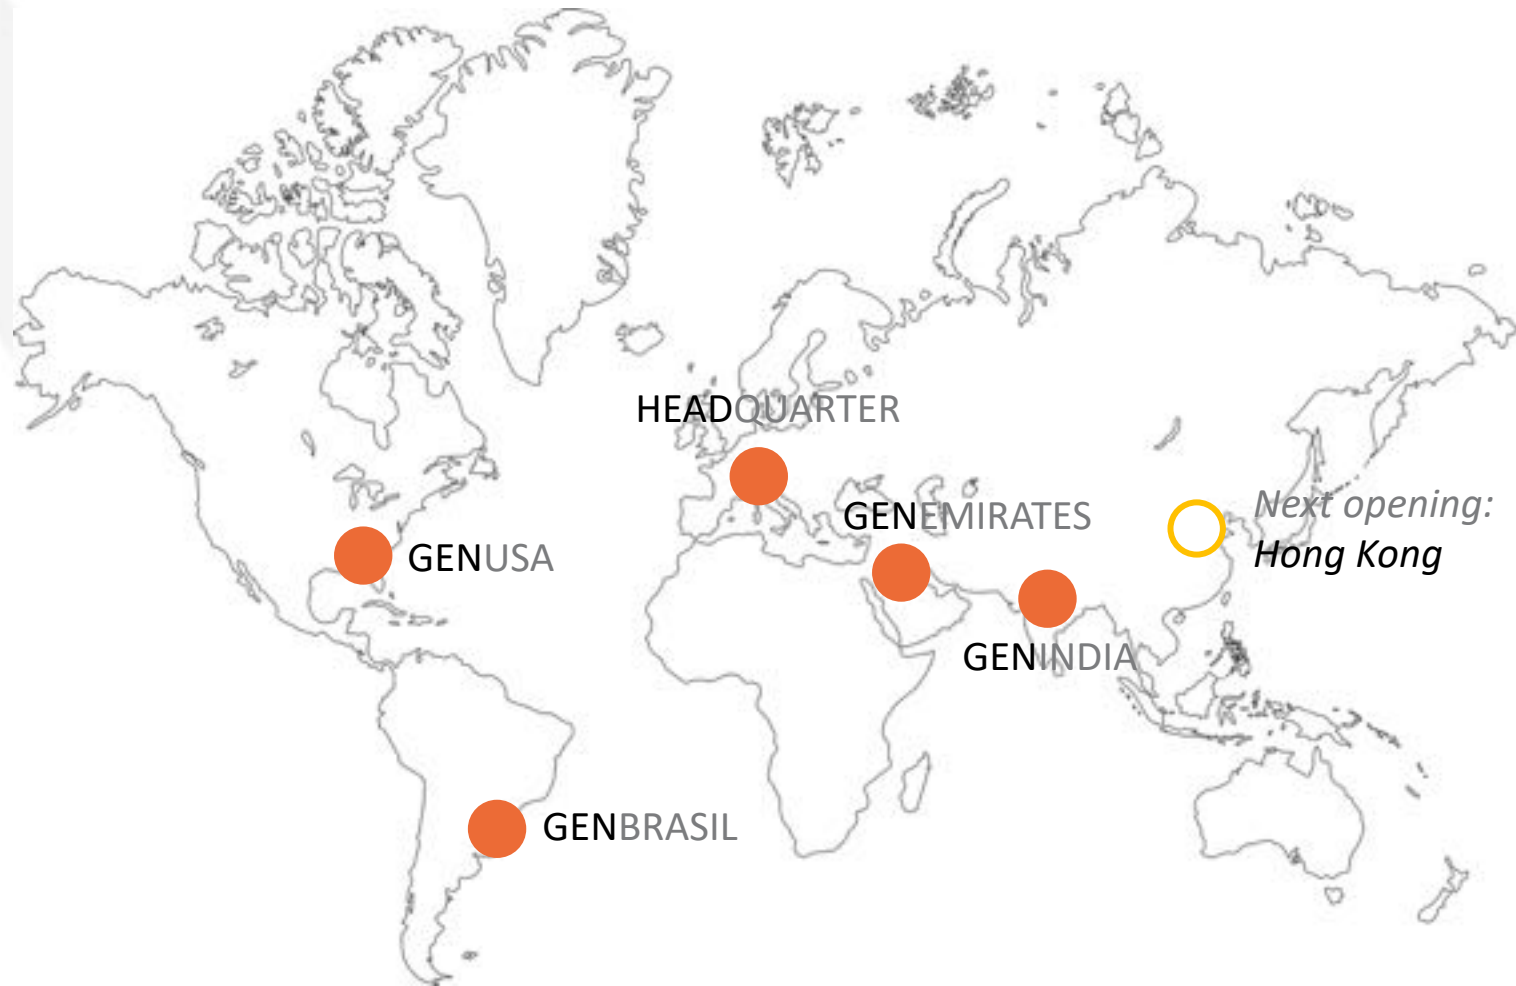 HEADQUARTER
GENEMIRATES
Next opening:
Hong Kong
GENUSA
GENINDIA
GENBRASIL